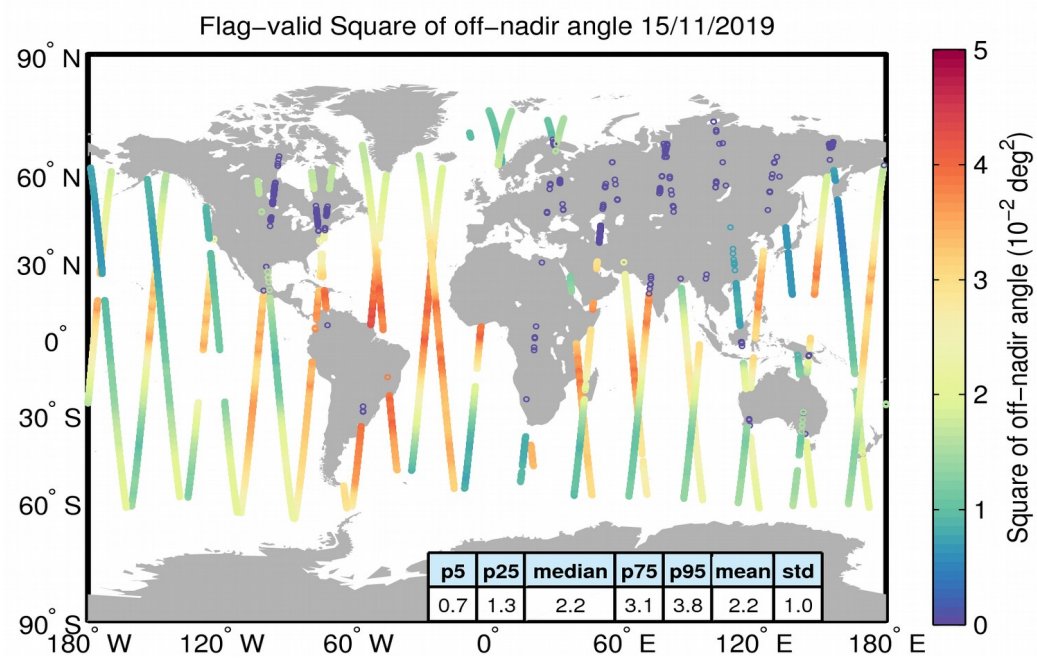 Flag−valid Square of off−nadir angle 15/11/2019
90° N
60° N
30° N
0°
30° S
60° S
90° S
180° W
120° W
60° W
0°
60° E
120° E
180° E
p5 p25 median p75 p95 mean std
0.7 1.3 2.2 3.1 3.8 2.2 1.0
5
4
3
2
1
0
Square of off−nadir angle (10⁻² deg²)